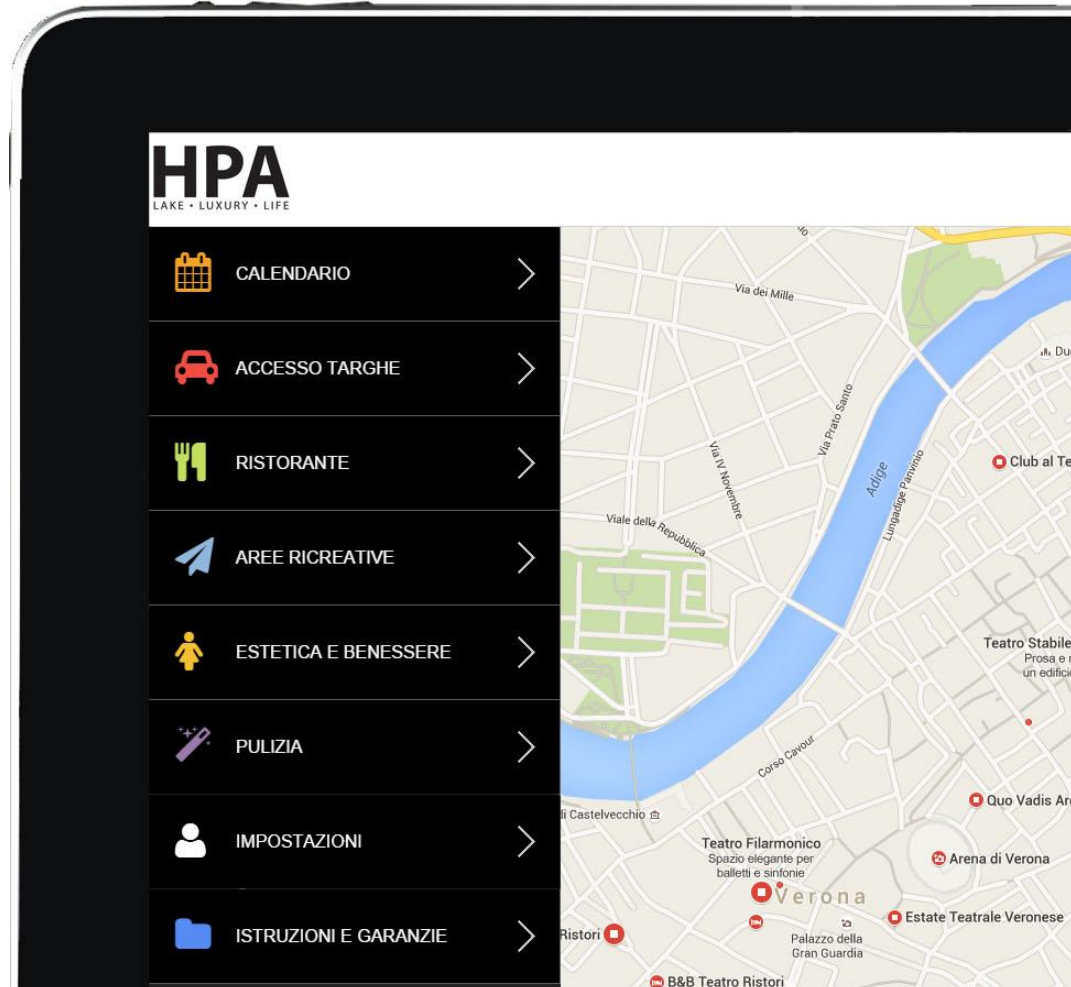 HPA
LAKE • LUXURY • LIFE
CALENDARIO
ACCESSO TARGHE
RISTORANTE
AREE RICREATIVE
ESTETICA E BENESSERE
PULIZIA
IMPOSTAZIONI
ISTRUZIONI E GARANZIE
Via dei Mille
Via Prato Santo
Via IV Novembre
Adige
Lungadige Panvinio
Club al Te
Viale della Repubblica
Teatro Stabile
Prosa e
un edifici
Corso Cavour
di Castelvecchio
Quo Vadis Ar
Teatro Filarmonico
Spazio elegante per
balletti e sinfonie
Arena di Verona
Verona
Estate Teatrale Veronese
Ristori
Palazzo della
Gran Guardia
B&B Teatro Ristori